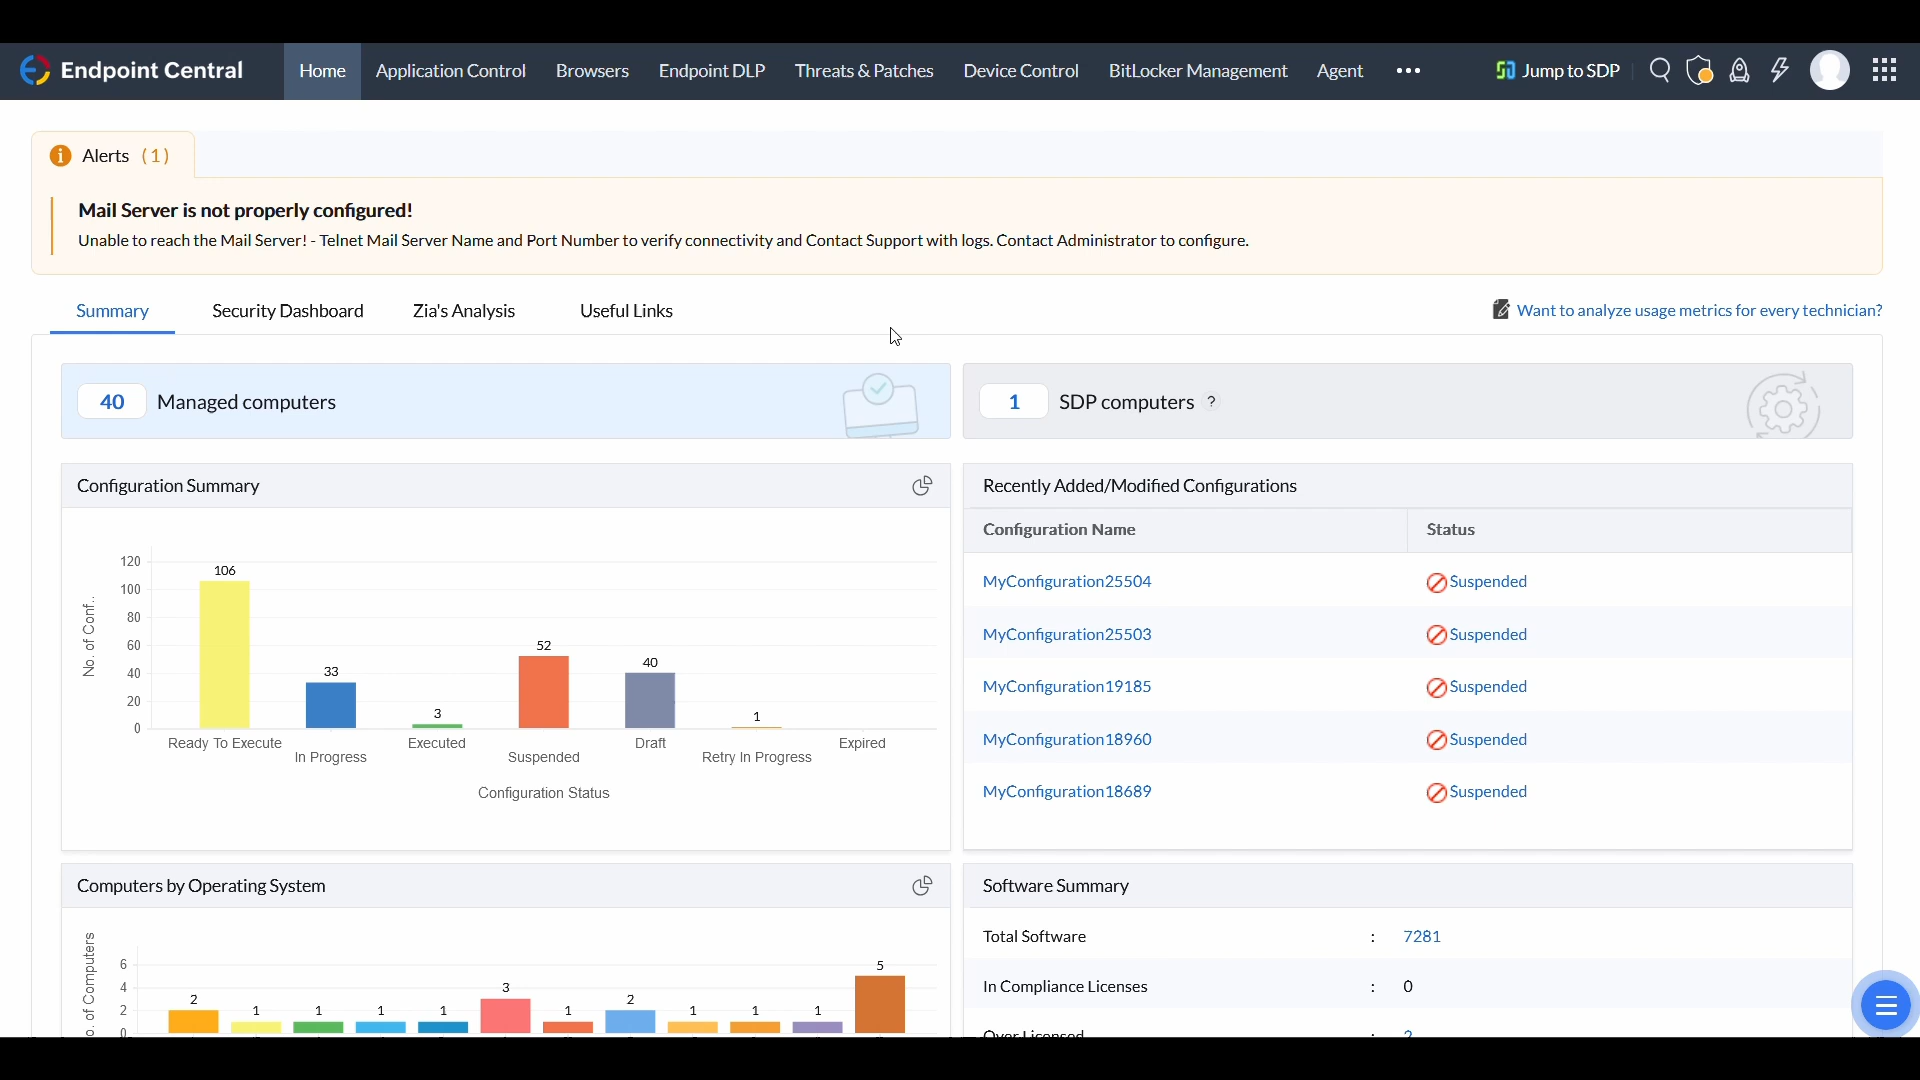 Endpoint Central
Home
Application Control
Browsers
Endpoint DLP
Threats & Patches
Device Control
BitLocker Management
Agent
Jump to SDP
Alerts (1)
Mail Server is not properly configured!
Unable to reach the Mail Server! - Telnet Mail Server Name and Port Number to verify connectivity and Contact Support with logs. Contact Administrator to configure.
Summary
Security Dashboard
Zia's Analysis
Useful Links
Want to analyze usage metrics for every technician?
40 Managed computers
1 SDP computers ?
Configuration Summary
No. of Conf..
120
100
80
60
40
20
0
106
33
3
52
40
1
Ready To Execute
In Progress
Executed
Suspended
Draft
Retry In Progress
Expired
Configuration Status
Recently Added/Modified Configurations
Configuration Name Status
MyConfiguration25504 Suspended
MyConfiguration25503 Suspended
MyConfiguration19185 Suspended
MyConfiguration18960 Suspended
MyConfiguration18689 Suspended
Computers by Operating System
o. of Computers
6
4
2
0
2
1
1
1
1
3
1
2
1
1
1
5
Software Summary
Total Software : 7281
In Compliance Licenses : 0
Over Licensed : 2